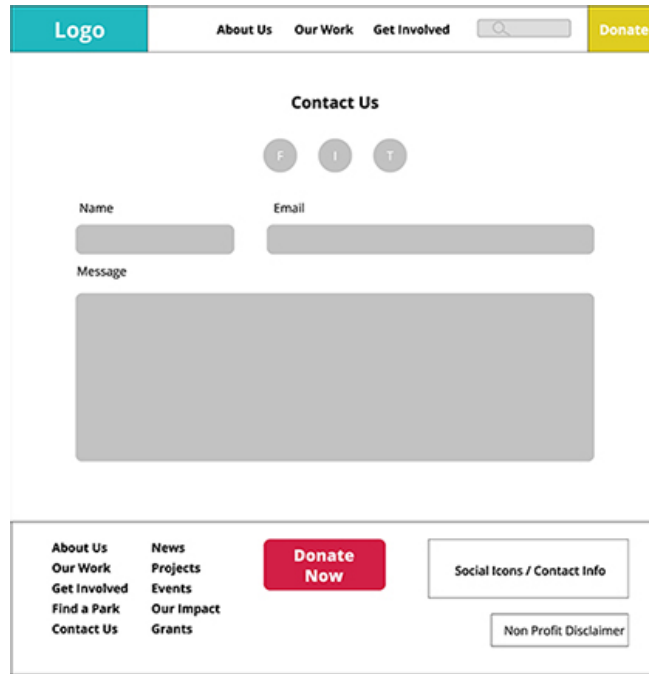 Logo
About Us Our Work Get Involved
Donate
Contact Us
F I T
Name Email
Message
About Us
Our Work
Get Involved
Find a Park
Contact Us
News
Projects
Events
Our Impact
Grants
Donate
Now
Social Icons / Contact Info
Non Profit Disclaimer